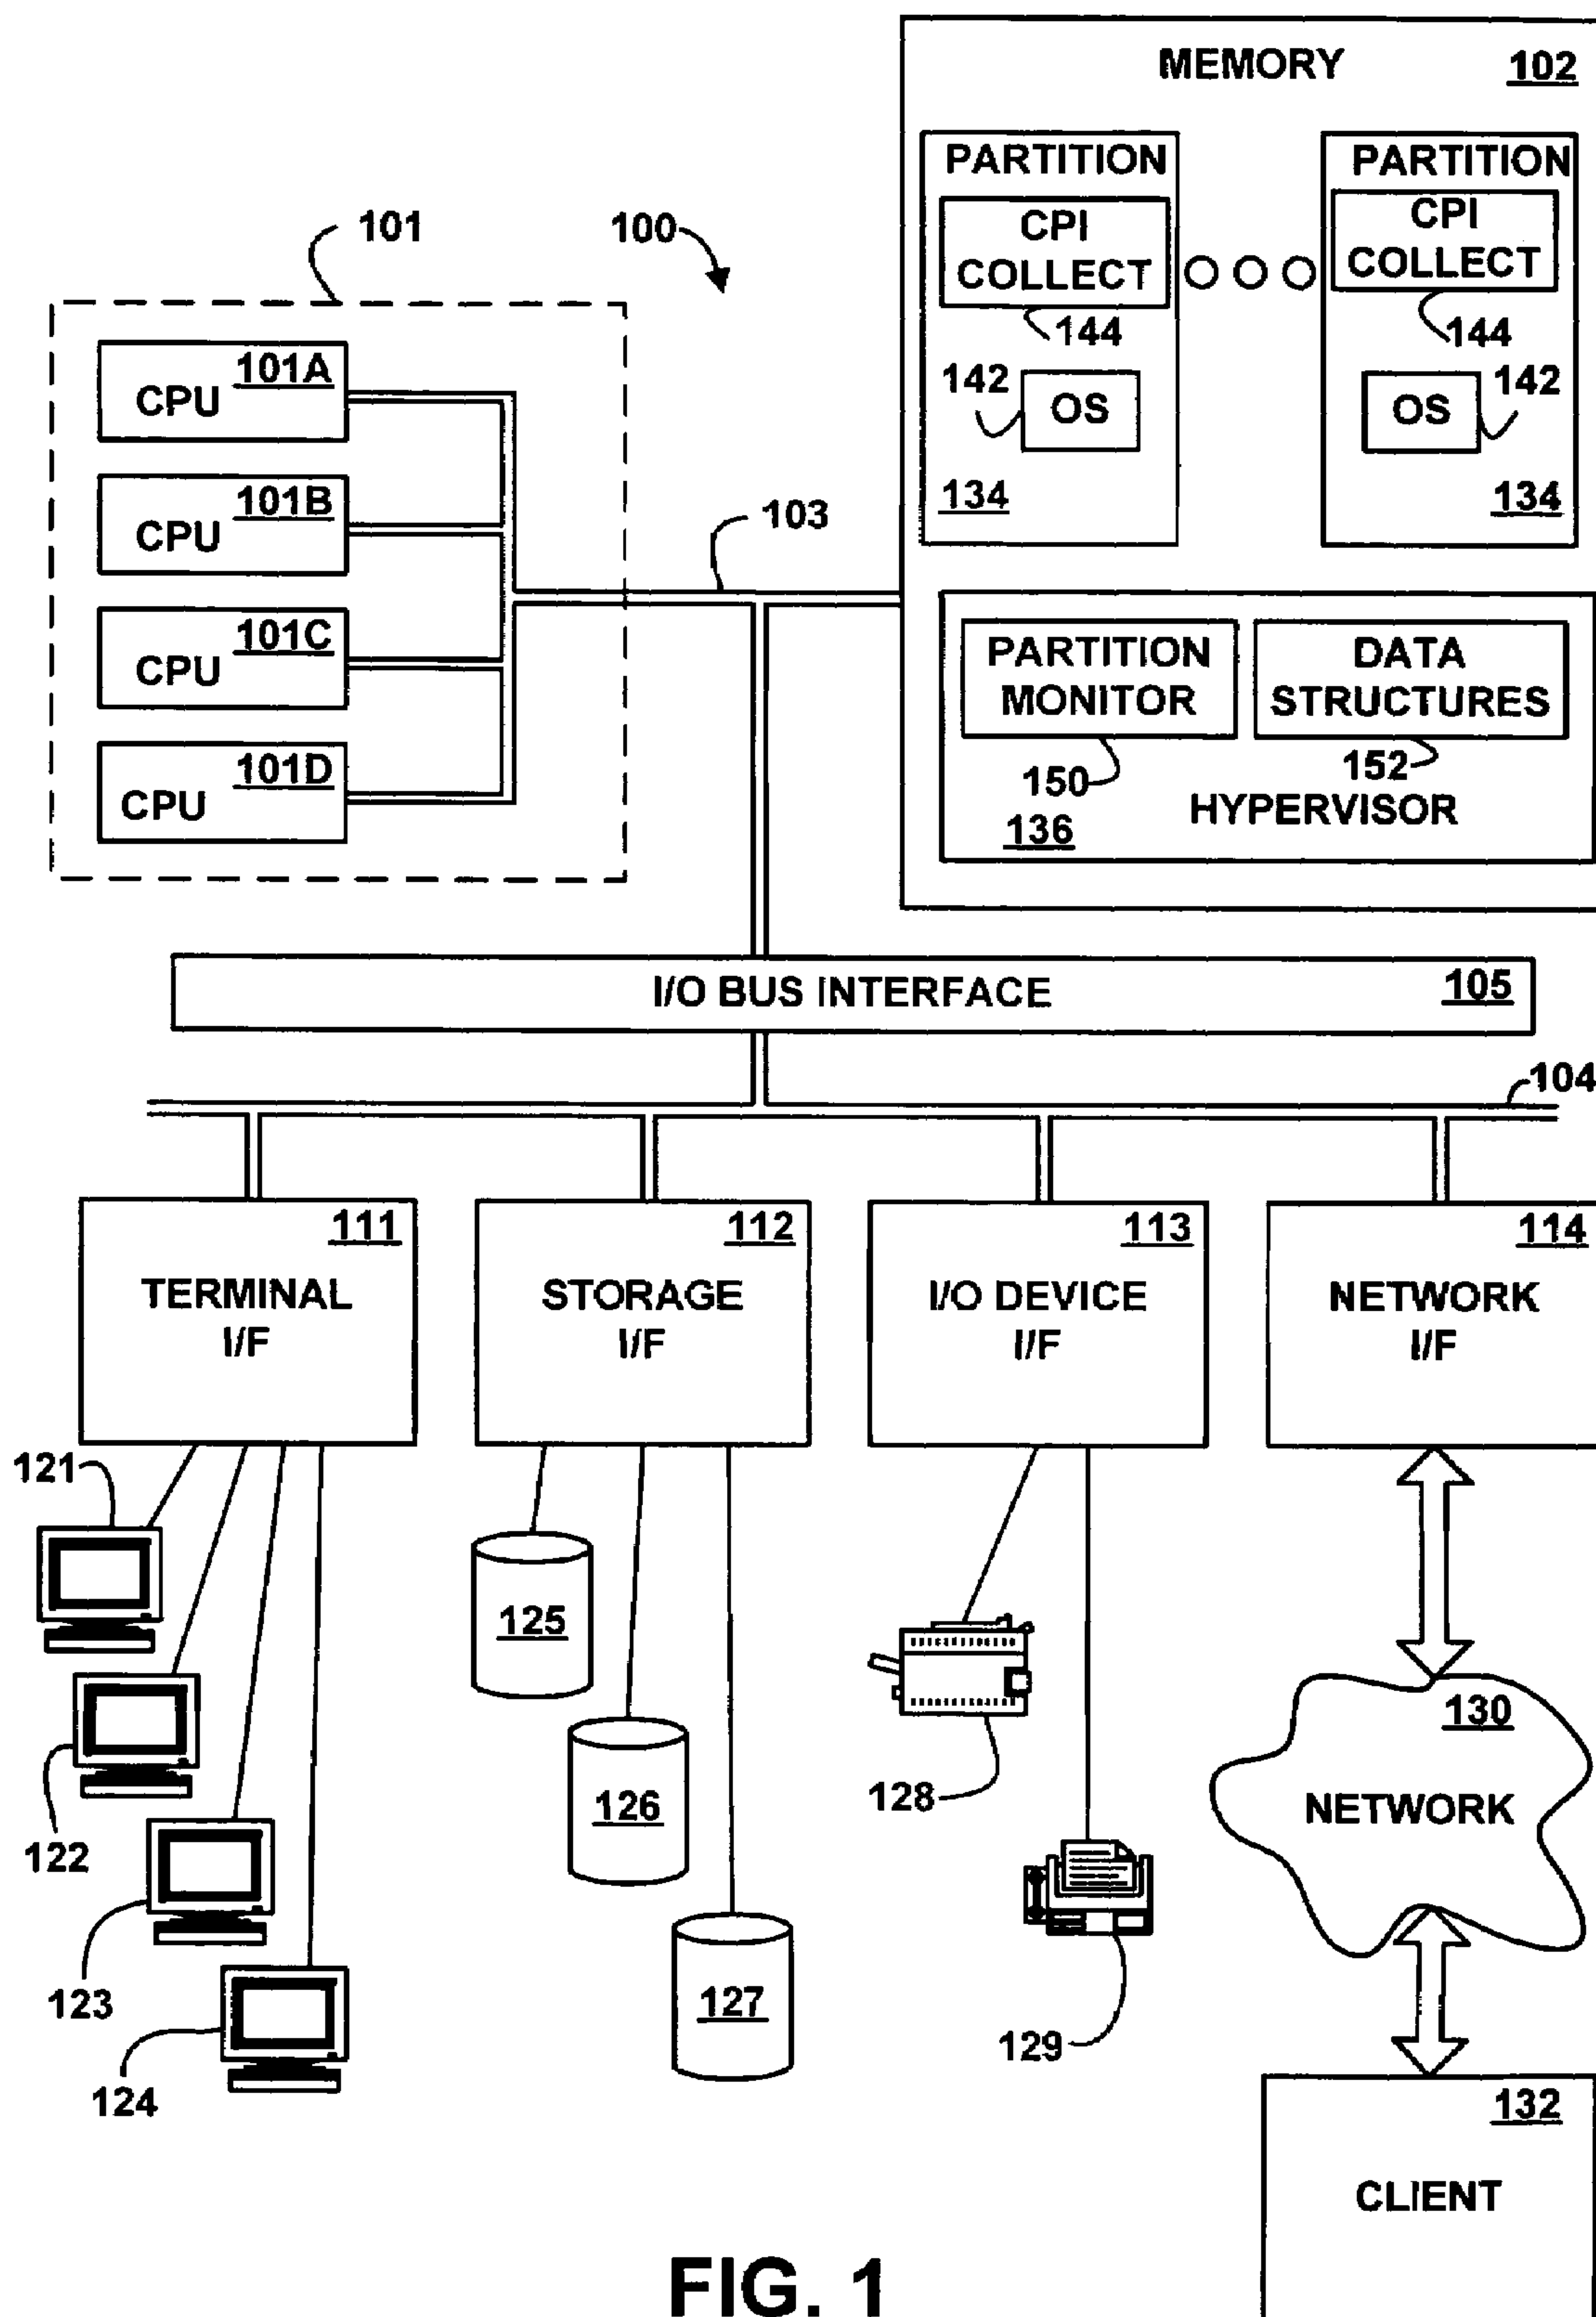 MEMORY 102
PARTITION
CPI
COLLECT
144
142
OS
134
PARTITION
CPI
COLLECT
144
OS
142
134
PARTITION
MONITOR
150
DATA
STRUCTURES
152
HYPERVISOR
136
101
100
101A
CPU
101B
CPU
101C
CPU
101D
CPU
103
I/O BUS INTERFACE 105
104
111
TERMINAL
I/F
112
STORAGE
I/F
113
I/O DEVICE
I/F
114
NETWORK
I/F
121
122
123
124
125
126
127
128
129
130
NETWORK
132
CLIENT
FIG. 1